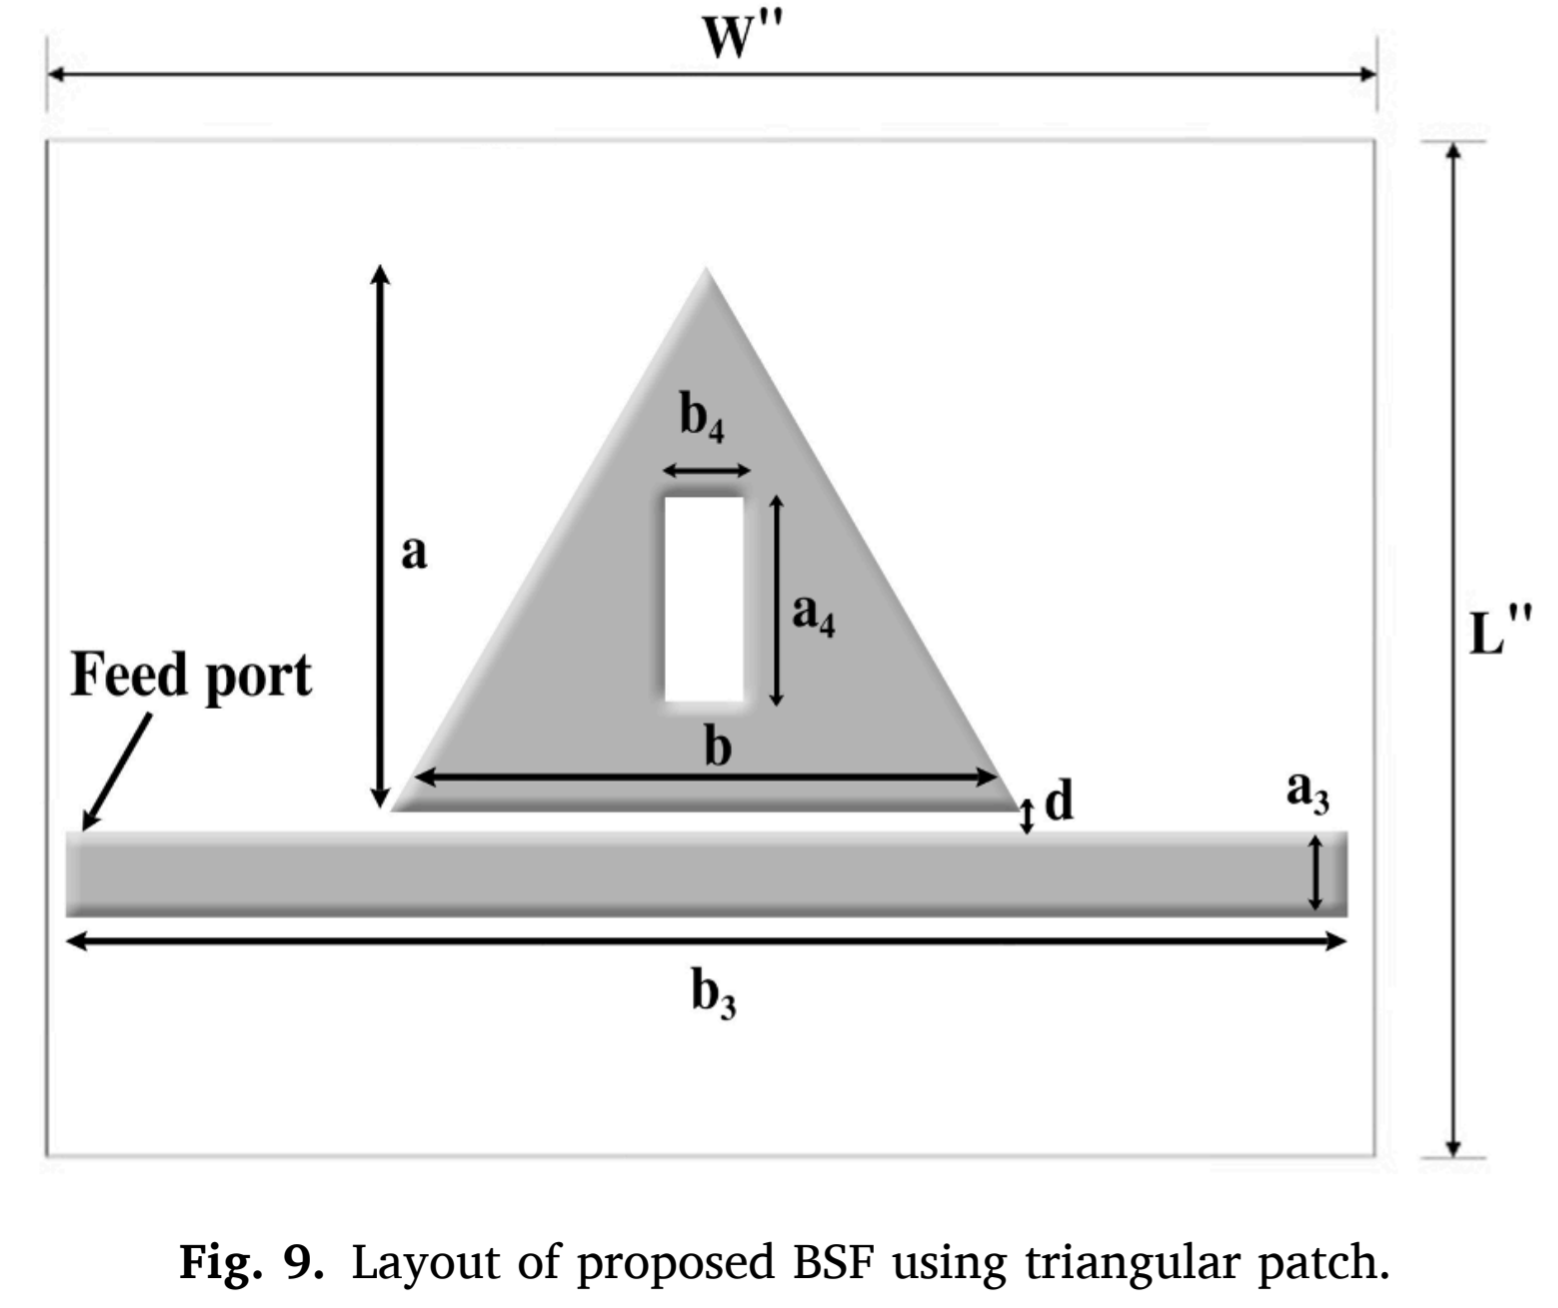 W"
b₄
a
a₄
L"
Feed port
b
d
a₃
b₃
Fig. 9. Layout of proposed BSF using triangular patch.